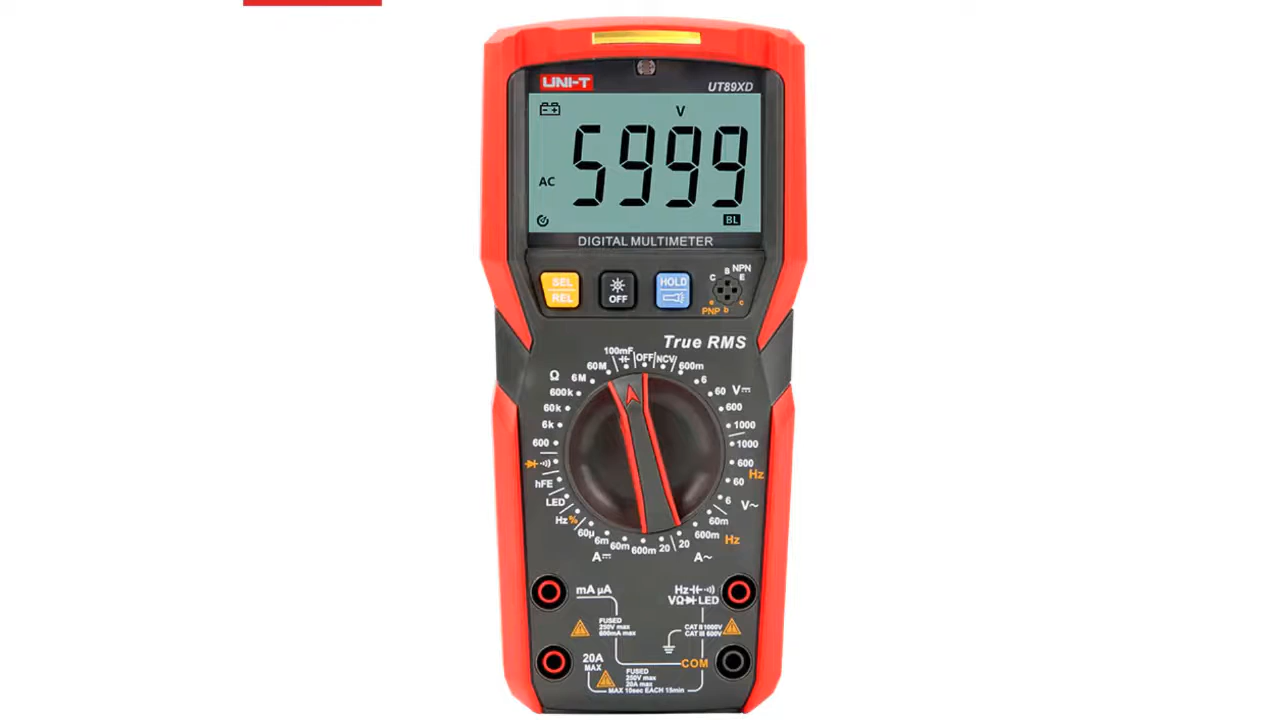 UNI-T
UT89XD
V
5999
AC
BL
DIGITAL MULTIMETER
SEL
REL
OFF
HOLD
C B NPN E
e PNP b c
True RMS
100mF OFF NCV 600m
60M 6
Ω 6M 60 V
600k 600
60k 1000
6k 1000
600 600
Hz
60
hFE
6
LED V~
Hz% 60m
60µ 600m
6m Hz
60m 600m 20 20
A A~
mA µA
Hz
VΩ LED
FUSED
250V max
600mA max
CAT II 1000V
CAT III 600V
20A
MAX
COM
FUSED
250V max
20A max
MAX 10sec EACH 15min